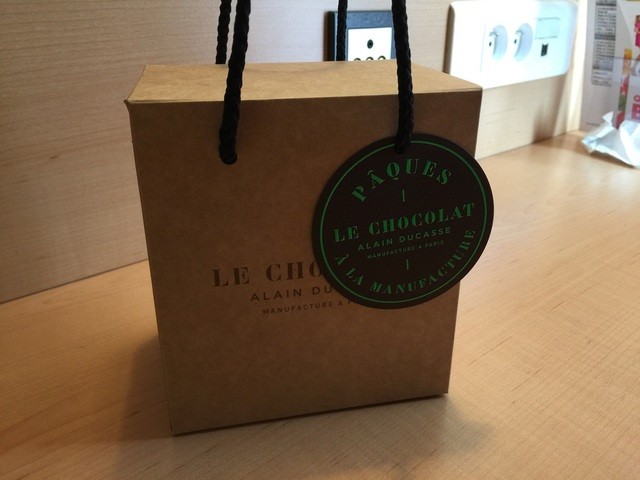 PÂQUES
LE CHOCOLAT
ALAIN DUCASSE
MANUFACTURE À PARIS
À LA MANUFACTURE
LE CHO
ALAIN DU
MANUFACTURE À P